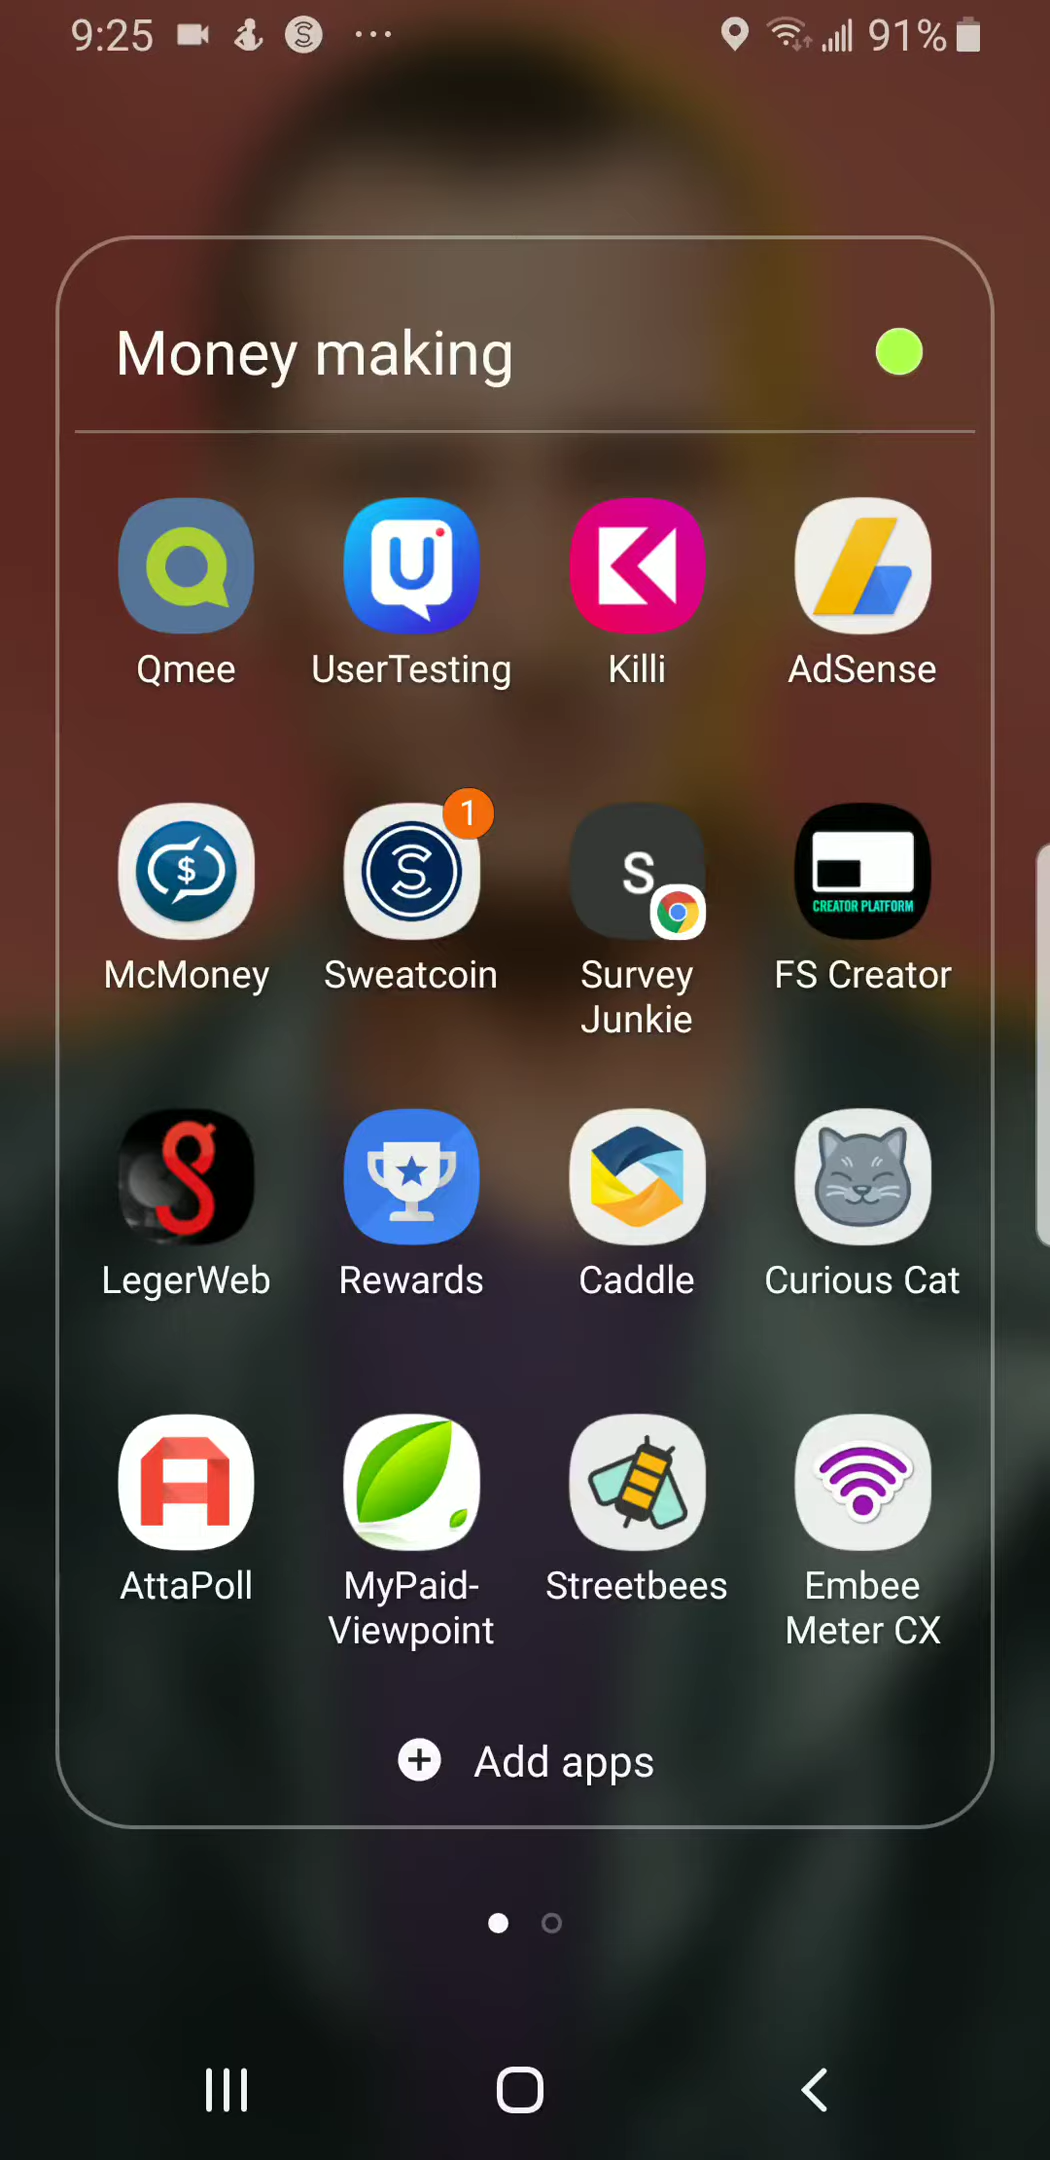 9:25 91%
Money making
Qmee UserTesting Killi AdSense
1
S
CREATOR PLATFORM
McMoney Sweatcoin Survey Junkie FS Creator
LegerWeb Rewards Caddle Curious Cat
AttaPoll MyPaid-Viewpoint Streetbees Embee Meter CX
Add apps